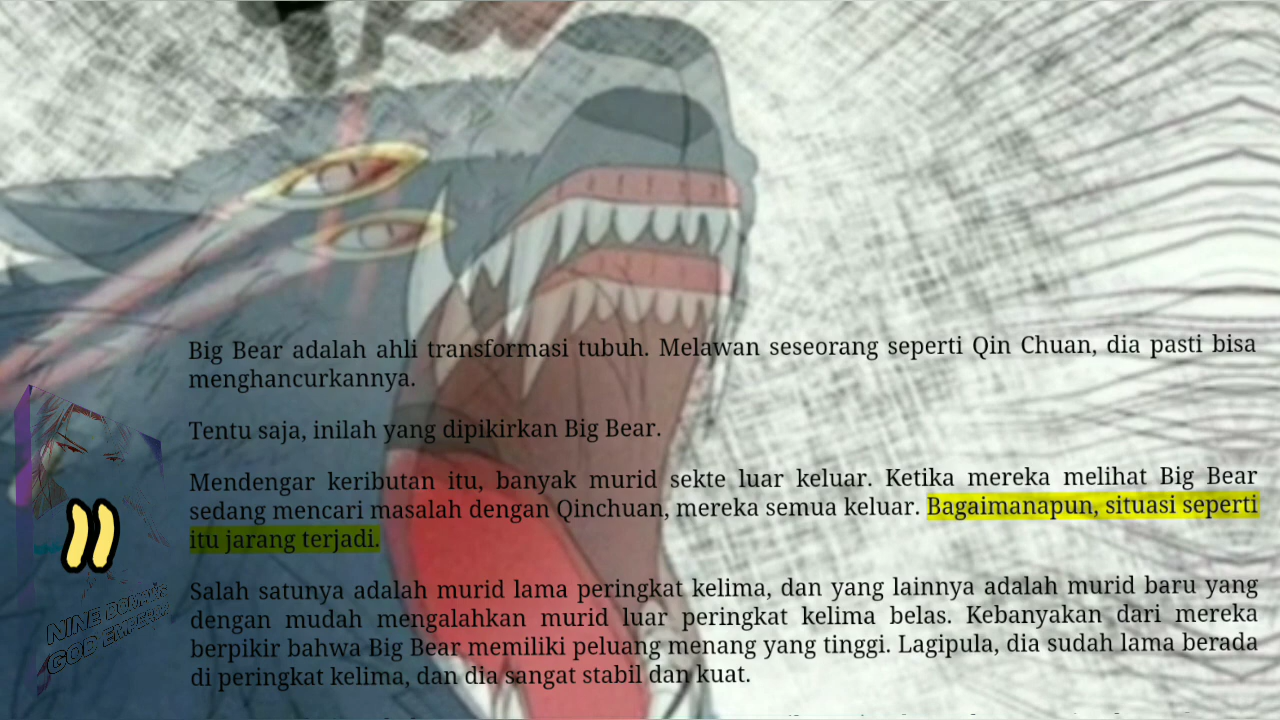 Big Bear adalah ahli transformasi tubuh. Melawan seseorang seperti Qin Chuan, dia pasti bisa
menghancurkannya.
Tentu saja, inilah yang dipikirkan Big Bear.
Mendengar keributan itu, banyak murid sekte luar keluar. Ketika mereka melihat Big Bear
sedang mencari masalah dengan Qinchuan, mereka semua keluar. Bagaimanapun, situasi seperti
itu jarang terjadi.
Salah satunya adalah murid lama peringkat kelima, dan yang lainnya adalah murid baru yang
dengan mudah mengalahkan murid luar peringkat kelima belas. Kebanyakan dari mereka
berpikir bahwa Big Bear memiliki peluang menang yang tinggi. Lagipula, dia sudah lama berada
di peringkat kelima, dan dia sangat stabil dan kuat.
NINE DOMAINS
GOD EMPEROR